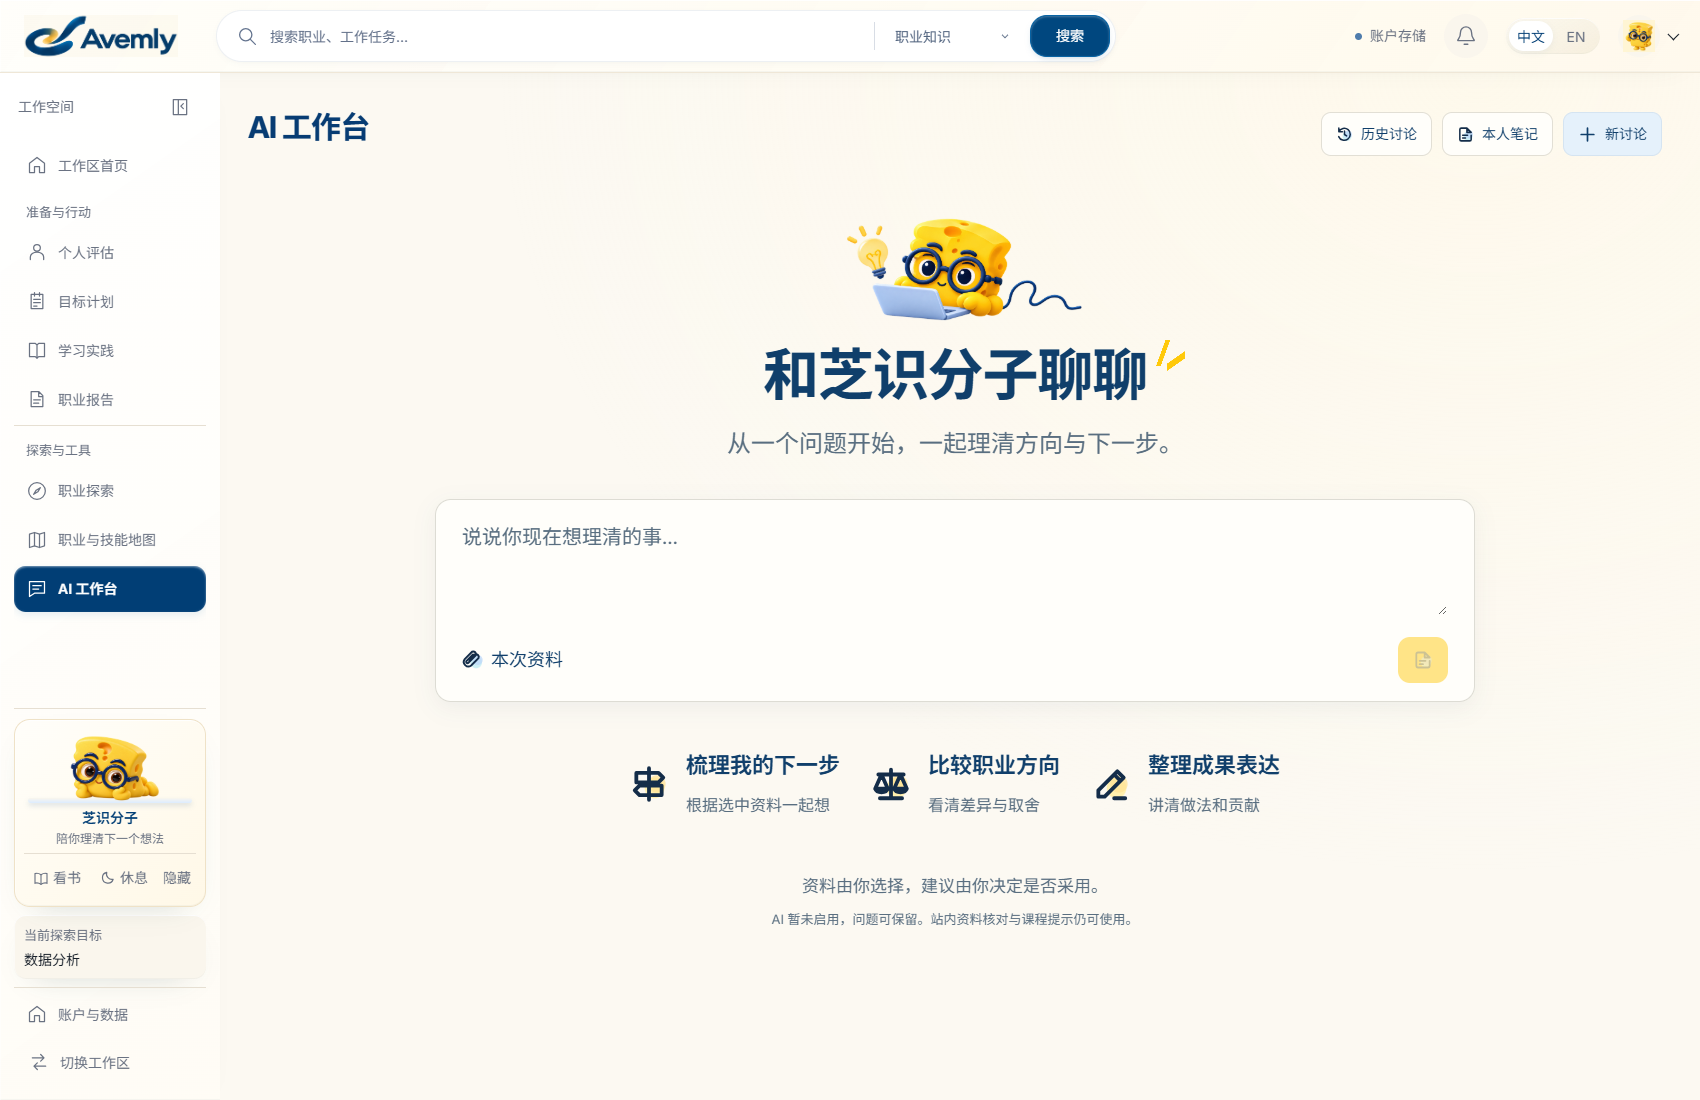 Avemly
搜索职业、工作任务...
职业知识
搜索
账户存储
中文
EN
工作空间
工作区首页
准备与行动
个人评估
目标计划
学习实践
职业报告
探索与工具
职业探索
职业与技能地图
AI 工作台
芝识分子
陪你理清下一个想法
看书
休息
隐藏
当前探索目标
数据分析
账户与数据
切换工作区
AI 工作台
历史讨论
本人笔记
新讨论
和芝识分子聊聊
从一个问题开始，一起理清方向与下一步。
说说你现在想理清的事...
本次资料
梳理我的下一步
根据选中资料一起想
比较职业方向
看清差异与取舍
整理成果表达
讲清做法和贡献
资料由你选择，建议由你决定是否采用。
AI 暂未启用，问题可保留。站内资料核对与课程提示仍可使用。